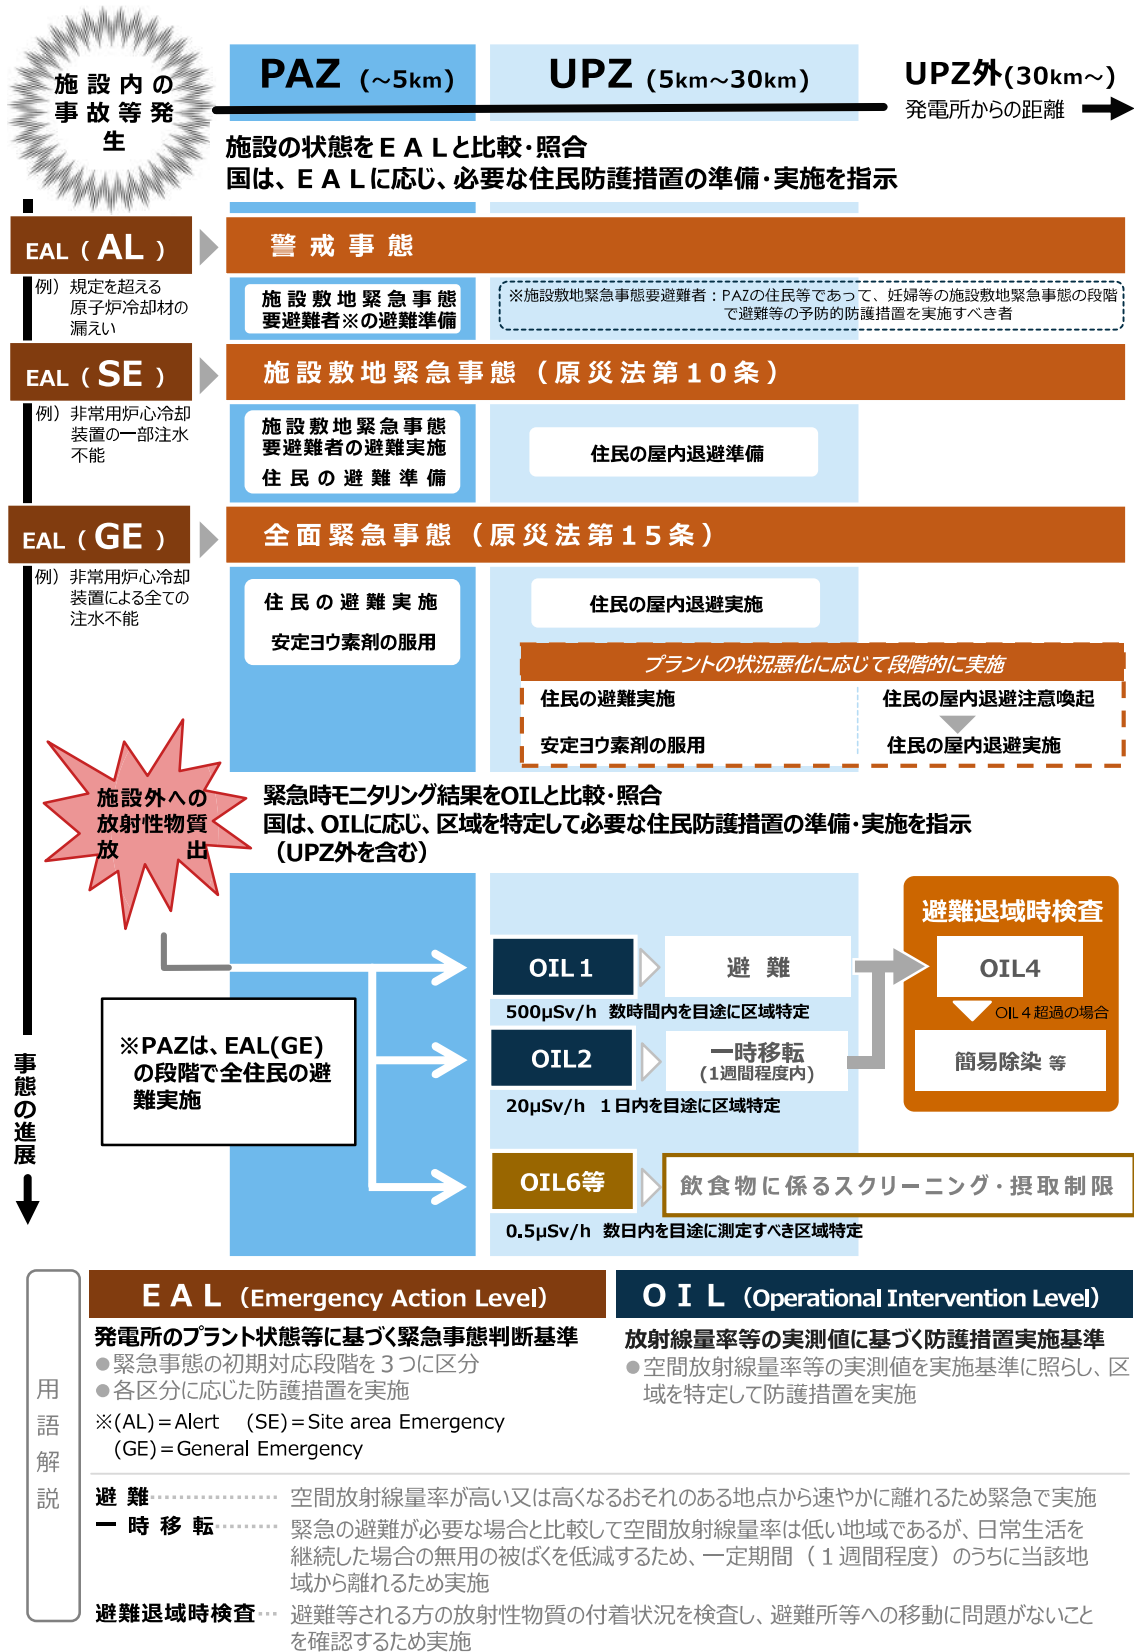 施設内の
事故等発
生
PAZ (~5km)
UPZ (5km~30km)
UPZ外(30km~)
発電所からの距離
施設の状態をＥＡＬと比較・照合
国は、ＥＡＬに応じ、必要な住民防護措置の準備・実施を指示
EAL ( AL )
警戒事態
例）規定を超える
原子炉冷却材の
漏えい
施設敷地緊急事態
要避難者※の避難準備
※施設敷地緊急事態要避難者：PAZの住民等であって、妊婦等の施設敷地緊急事態の段階
で避難等の予防的防護措置を実施すべき者
EAL ( SE )
施設敷地緊急事態（原災法第１０条）
例）非常用炉心冷却
装置の一部注水
不能
施設敷地緊急事態
要避難者の避難実施
住民の避難準備
住民の屋内退避準備
EAL ( GE )
全面緊急事態（原災法第１５条）
例）非常用炉心冷却
装置による全ての
注水不能
住民の避難実施
安定ヨウ素剤の服用
住民の屋内退避実施
プラントの状況悪化に応じて段階的に実施
住民の避難実施
住民の屋内退避注意喚起
安定ヨウ素剤の服用
住民の屋内退避実施
施設外への
放射性物質
放出
緊急時モニタリング結果をOILと比較・照合
国は、OILに応じ、区域を特定して必要な住民防護措置の準備・実施を指示
（UPZ外を含む）
避難退域時検査
OIL 1
避難
OIL4
500μSv/h 数時間内を目途に区域特定
OIL４超過の場合
※PAZは、EAL(GE)
の段階で全住民の避
難実施
OIL2
一時移転
(1週間程度内)
簡易除染 等
20μSv/h １日内を目途に区域特定
OIL6等
飲食物に係るスクリーニング・摂取制限
0.5μSv/h 数日内を目途に測定すべき区域特定
事態の進展
用語解説
ＥＡＬ (Emergency Action Level)
発電所のプラント状態等に基づく緊急事態判断基準
●緊急事態の初期対応段階を３つに区分
●各区分に応じた防護措置を実施
※(AL)＝Alert (SE)＝Site area Emergency
(GE)＝General Emergency
ＯＩＬ (Operational Intervention Level)
放射線量率等の実測値に基づく防護措置実施基準
●空間放射線量率等の実測値を実施基準に照らし、区
域を特定して防護措置を実施
避難………………空間放射線量率が高い又は高くなるおそれのある地点から速やかに離れるため緊急で実施
一時移転………緊急の避難が必要な場合と比較して空間放射線量率は低い地域であるが、日常生活を
継続した場合の無用の被ばくを低減するため、一定期間（１週間程度）のうちに当該地
域から離れるため実施
避難退域時検査…避難等される方の放射性物質の付着状況を検査し、避難所等への移動に問題がないこと
を確認するため実施